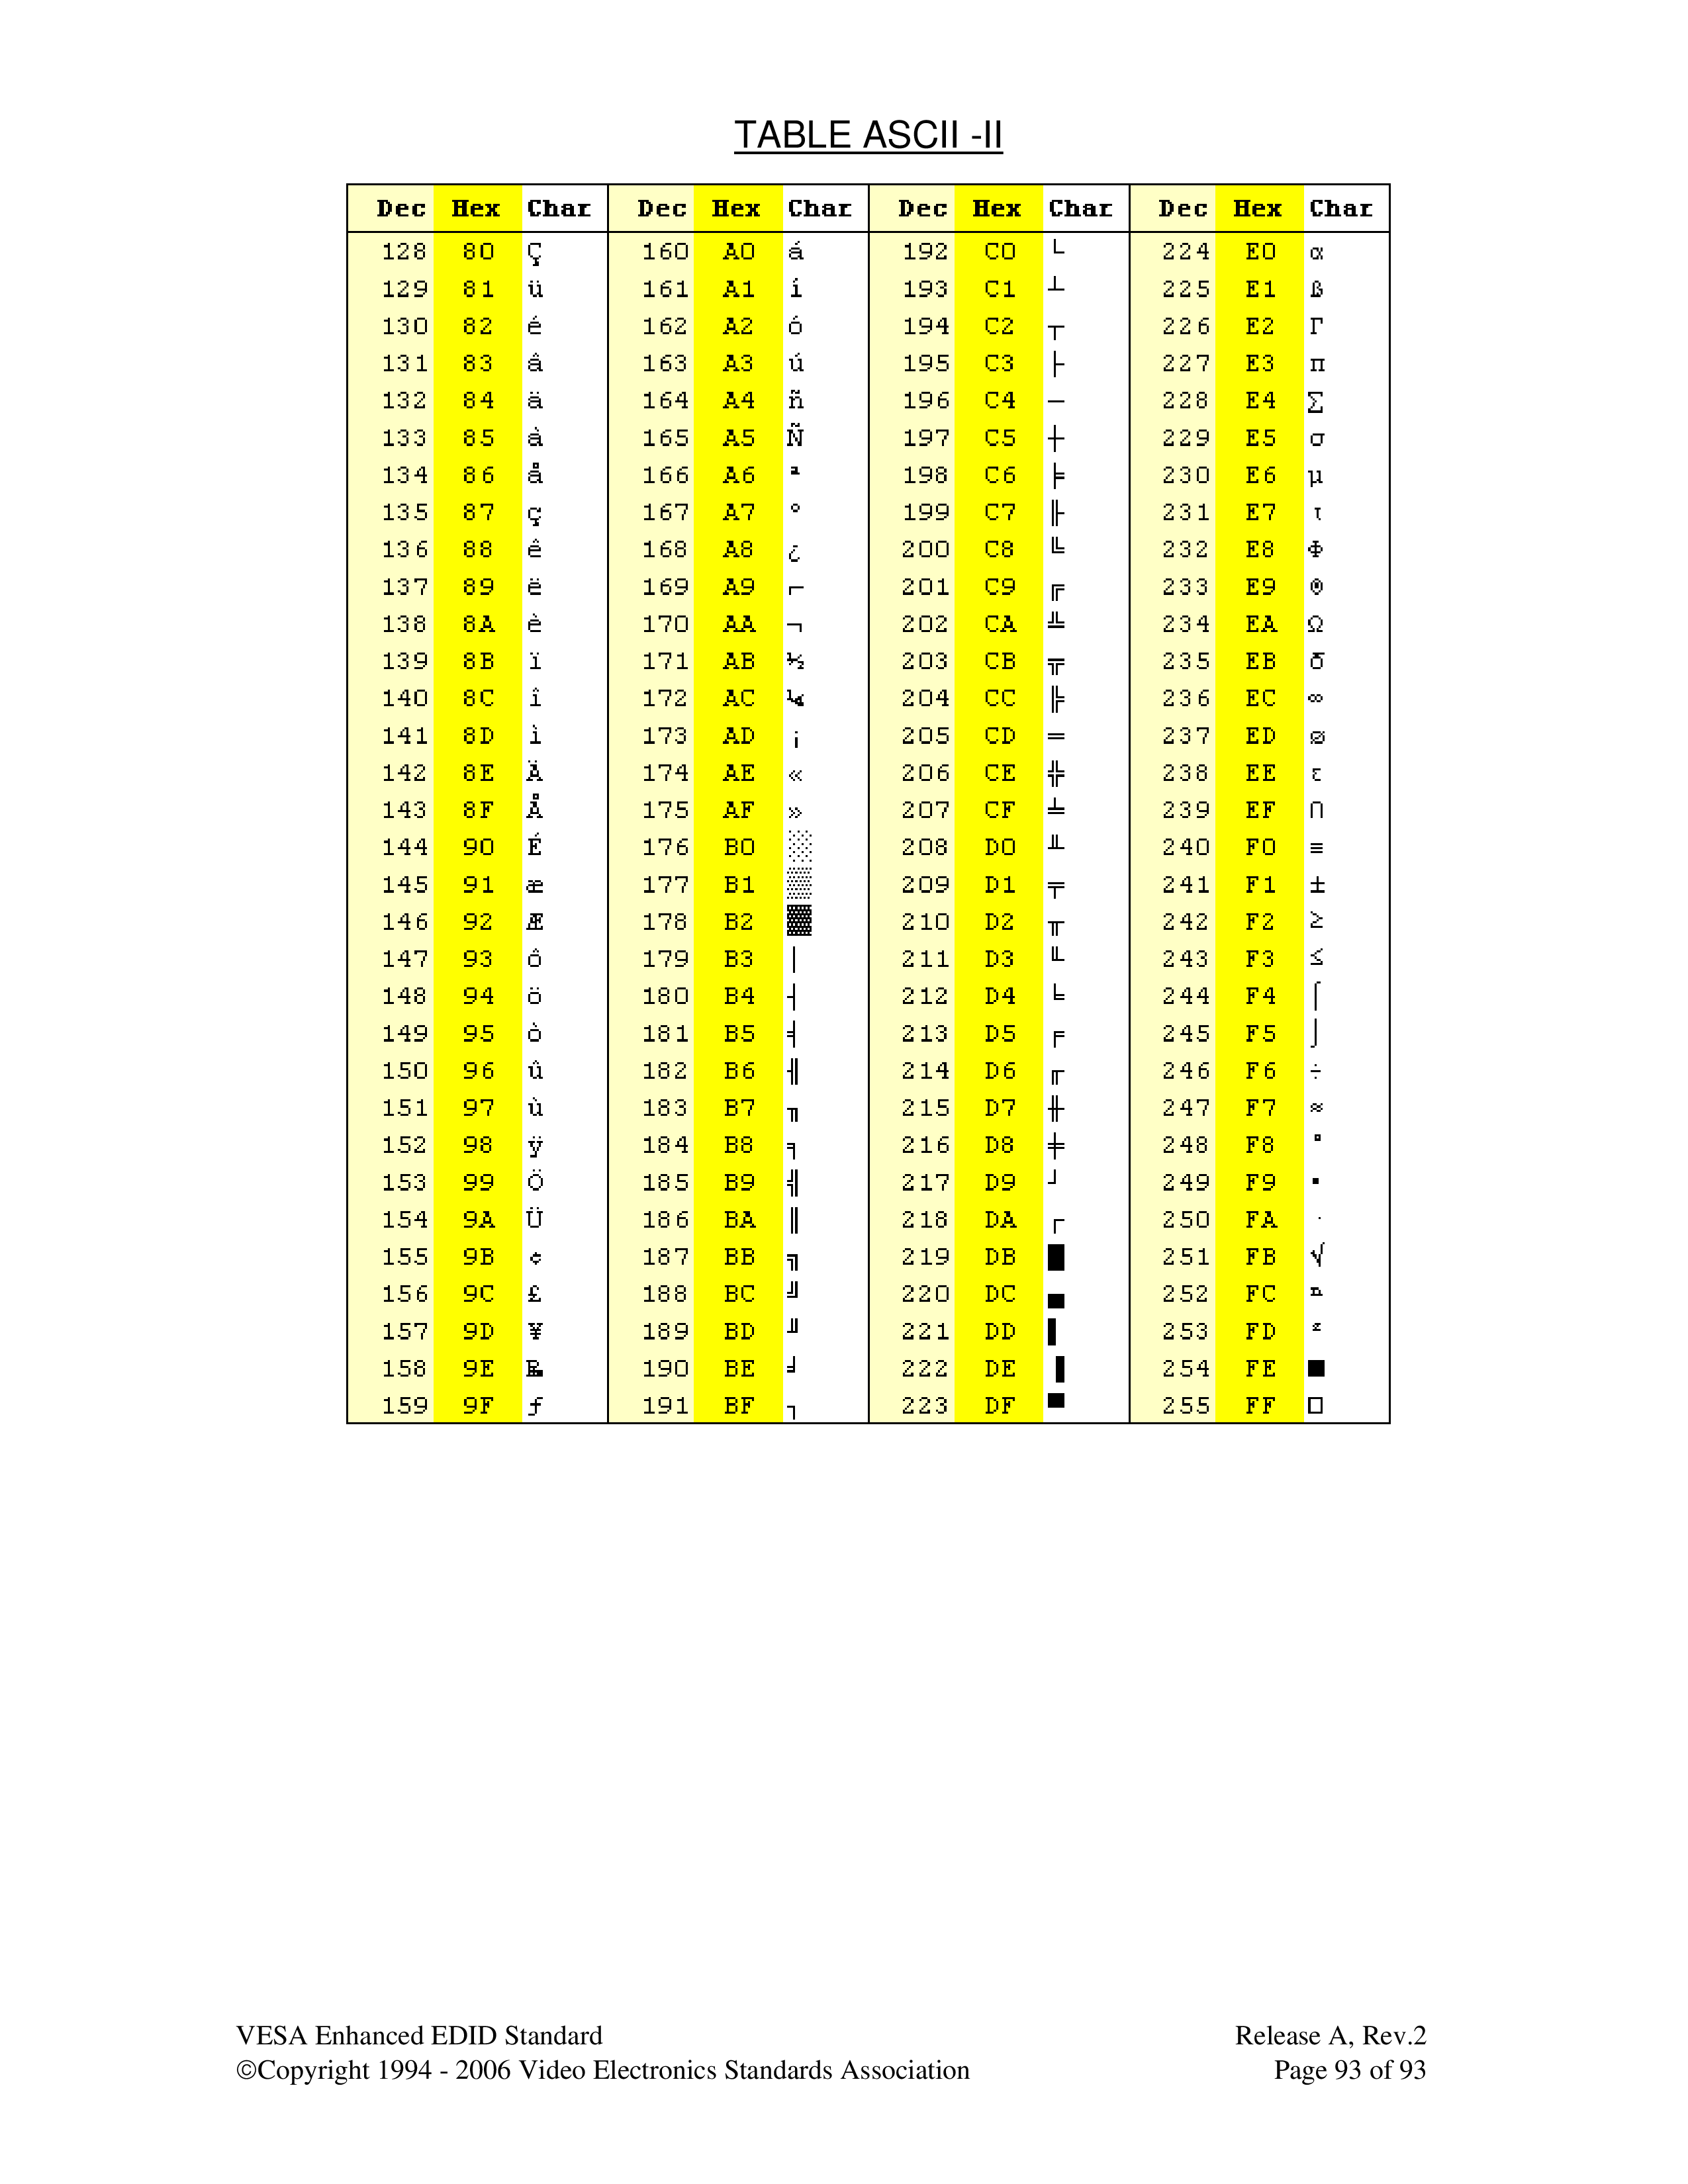 TABLE ASCII -II
Dec Hex Char Dec Hex Char Dec Hex Char Dec Hex Char
128 80 Ç 160 A0 á 192 C0 └ 224 E0 α
129 81 ü 161 A1 í 193 C1 ┴ 225 E1 ß
130 82 é 162 A2 ó 194 C2 ┬ 226 E2 Γ
131 83 â 163 A3 ú 195 C3 ├ 227 E3 π
132 84 ä 164 A4 ñ 196 C4 ─ 228 E4 Σ
133 85 à 165 A5 Ñ 197 C5 ┼ 229 E5 σ
134 86 å 166 A6 ª 198 C6 ╞ 230 E6 µ
135 87 ç 167 A7 º 199 C7 ╟ 231 E7 τ
136 88 ê 168 A8 ¿ 200 C8 ╚ 232 E8 Φ
137 89 ë 169 A9 ⌐ 201 C9 ╔ 233 E9 Θ
138 8A è 170 AA ¬ 202 CA ╩ 234 EA Ω
139 8B ï 171 AB ½ 203 CB ╦ 235 EB δ
140 8C î 172 AC ¼ 204 CC ╠ 236 EC ∞
141 8D ì 173 AD ¡ 205 CD ═ 237 ED ø
142 8E Ä 174 AE « 206 CE ╬ 238 EE ε
143 8F Å 175 AF » 207 CF ╧ 239 EF ∩
144 90 É 176 B0 ░ 208 D0 ╨ 240 F0 ≡
145 91 æ 177 B1 ▒ 209 D1 ╤ 241 F1 ±
146 92 Æ 178 B2 ▓ 210 D2 ╥ 242 F2 ≥
147 93 ô 179 B3 │ 211 D3 ╙ 243 F3 ≤
148 94 ö 180 B4 ┤ 212 D4 ╘ 244 F4 ⌠
149 95 ò 181 B5 ╡ 213 D5 ╒ 245 F5 ⌡
150 96 û 182 B6 ╢ 214 D6 ╓ 246 F6 ÷
151 97 ù 183 B7 ╖ 215 D7 ╫ 247 F7 ≈
152 98 ÿ 184 B8 ╕ 216 D8 ╪ 248 F8 °
153 99 Ö 185 B9 ╣ 217 D9 ┘ 249 F9 ∙
154 9A Ü 186 BA ║ 218 DA ┌ 250 FA ·
155 9B ¢ 187 BB ╗ 219 DB █ 251 FB √
156 9C £ 188 BC ╝ 220 DC ▄ 252 FC ⁿ
157 9D ¥ 189 BD ╜ 221 DD ▌ 253 FD ²
158 9E ₧ 190 BE ╛ 222 DE ▐ 254 FE ■
159 9F ƒ 191 BF ┐ 223 DF ▀ 255 FF □
VESA Enhanced EDID Standard Release A, Rev.2
©Copyright 1994 - 2006 Video Electronics Standards Association Page 93 of 93